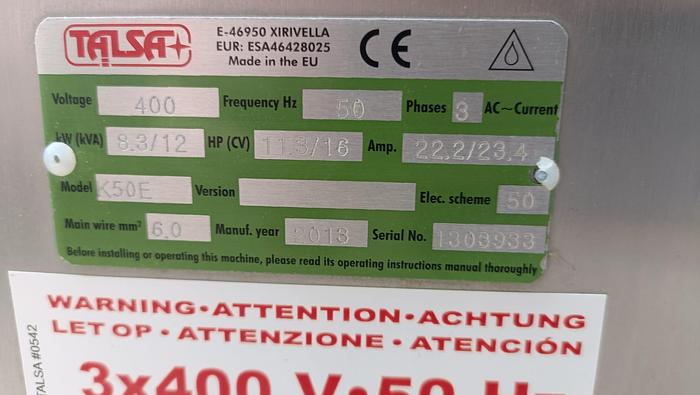 TALSA
E-46950 XIRIVELLA
EUR: ESA46428025
Made in the EU
CE
Voltage 400 Frequency Hz 50 Phases 3 AC~Current
kW (kVA) 8.3/12 HP (CV) 11.3/16 Amp. 22.2/23.4
Model K50E Version Elec. scheme 50
Main wire mm² 6.0 Manuf. year 2013 Serial No. 1303933
Before installing or operating this machine, please read its operating instructions manual thoroughly
WARNING•ATTENTION•ACHTUNG
LET OP • ATTENZIONE • ATENCIÓN
3x400 V•50 Hz
TALSA #0542